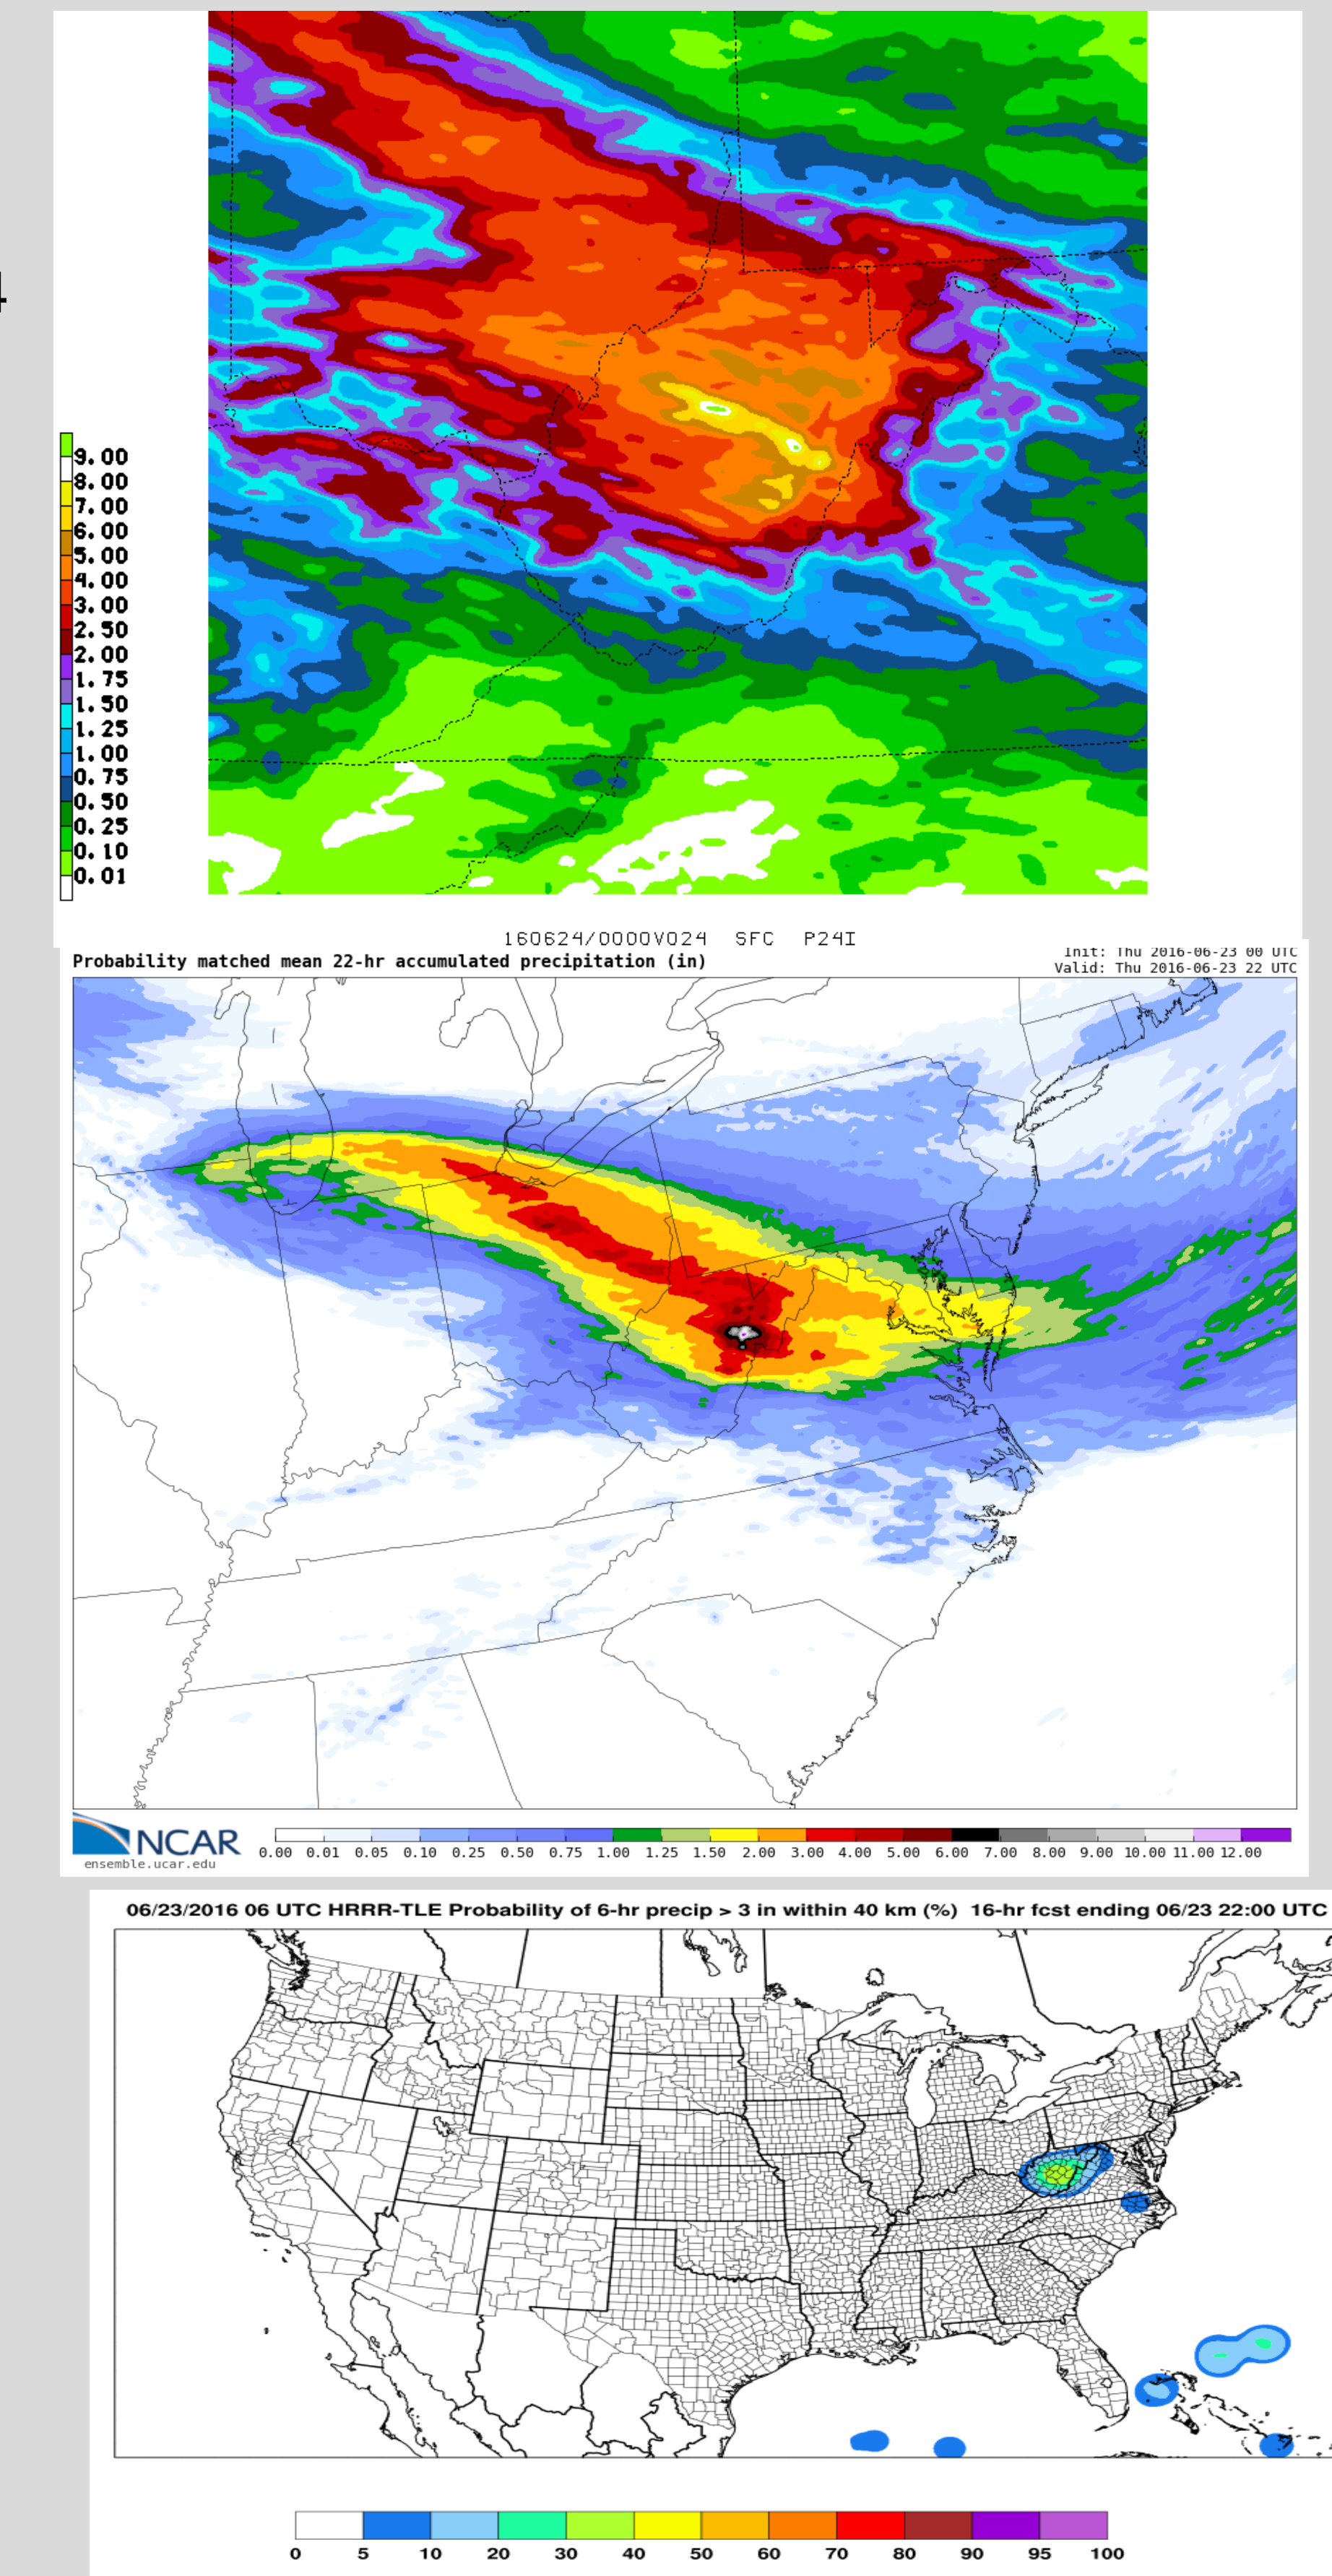 9.00
8.00
7.00
6.00
5.00
4.00
3.00
2.50
2.00
1.75
1.50
1.25
1.00
0.75
0.50
0.25
0.10
0.01
160624/0000V024 SFC P24I
Probability matched mean 22-hr accumulated precipitation (in)
Init: Thu 2016-06-23 00 UTC
Valid: Thu 2016-06-23 22 UTC
NCAR
ensemble.ucar.edu
0.00 0.01 0.05 0.10 0.25 0.50 0.75 1.00 1.25 1.50 2.00 3.00 4.00 5.00 6.00 7.00 8.00 9.00 10.00 11.00 12.00
06/23/2016 06 UTC HRRR-TLE Probability of 6-hr precip > 3 in within 40 km (%) 16-hr fcst ending 06/23 22:00 UTC
0 5 10 20 30 40 50 60 70 80 90 95 100